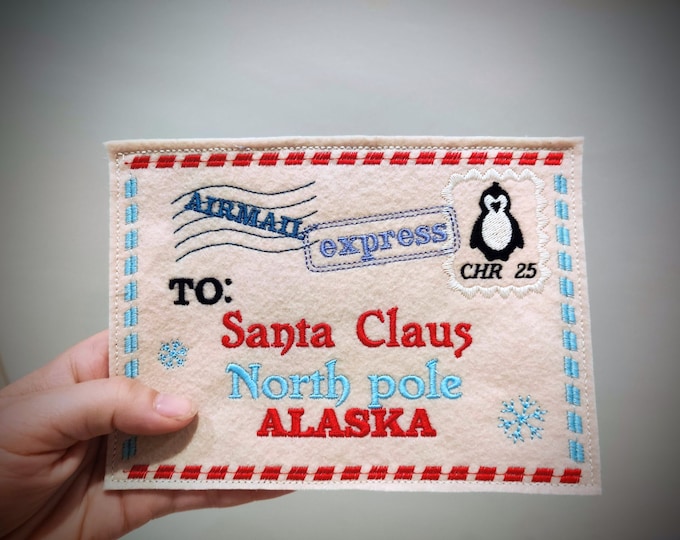 AIRMAIL
express
CHR 25
TO:
Santa Claus
North pole
ALASKA